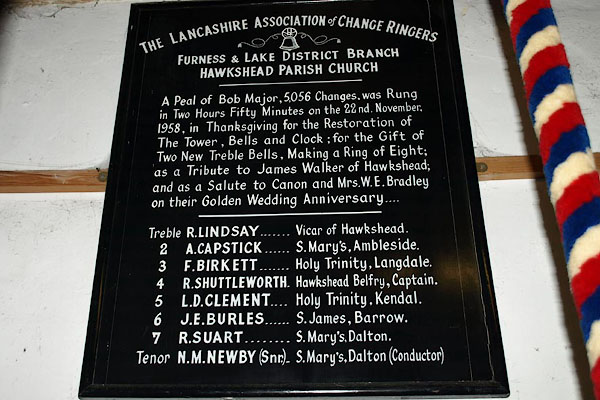 THE LANCASHIRE ASSOCIATION of CHANGE RINGERS
FURNESS & LAKE DISTRICT BRANCH
HAWKSHEAD PARISH CHURCH
A Peal of Bob Major, 5,056 Changes, was Rung
in Two Hours Fifty Minutes on the 22nd. November,
1958, in Thanksgiving for the Restoration of
The Tower, Bells and Clock; for the Gift of
Two New Treble Bells, Making a Ring of Eight;
as a Tribute to James Walker of Hawkshead;
and as a Salute to Canon and Mrs. W. E. Bradley
on their Golden Wedding Anniversary....
Treble R. LINDSAY....... Vicar of Hawkshead.
2 A. CAPSTICK...... S. Mary's, Ambleside.
3 F. BIRKETT....... Holy Trinity, Langdale.
4 R. SHUTTLEWORTH. Hawkshead Belfry, Captain.
5 L.D. CLEMENT.... Holy Trinity, Kendal.
6 J.E. BURLES...... S. James, Barrow.
7 R. SUART......... S. Mary's, Dalton.
Tenor N.M. NEWBY (Snr.).. S. Mary's, Dalton (Conductor)